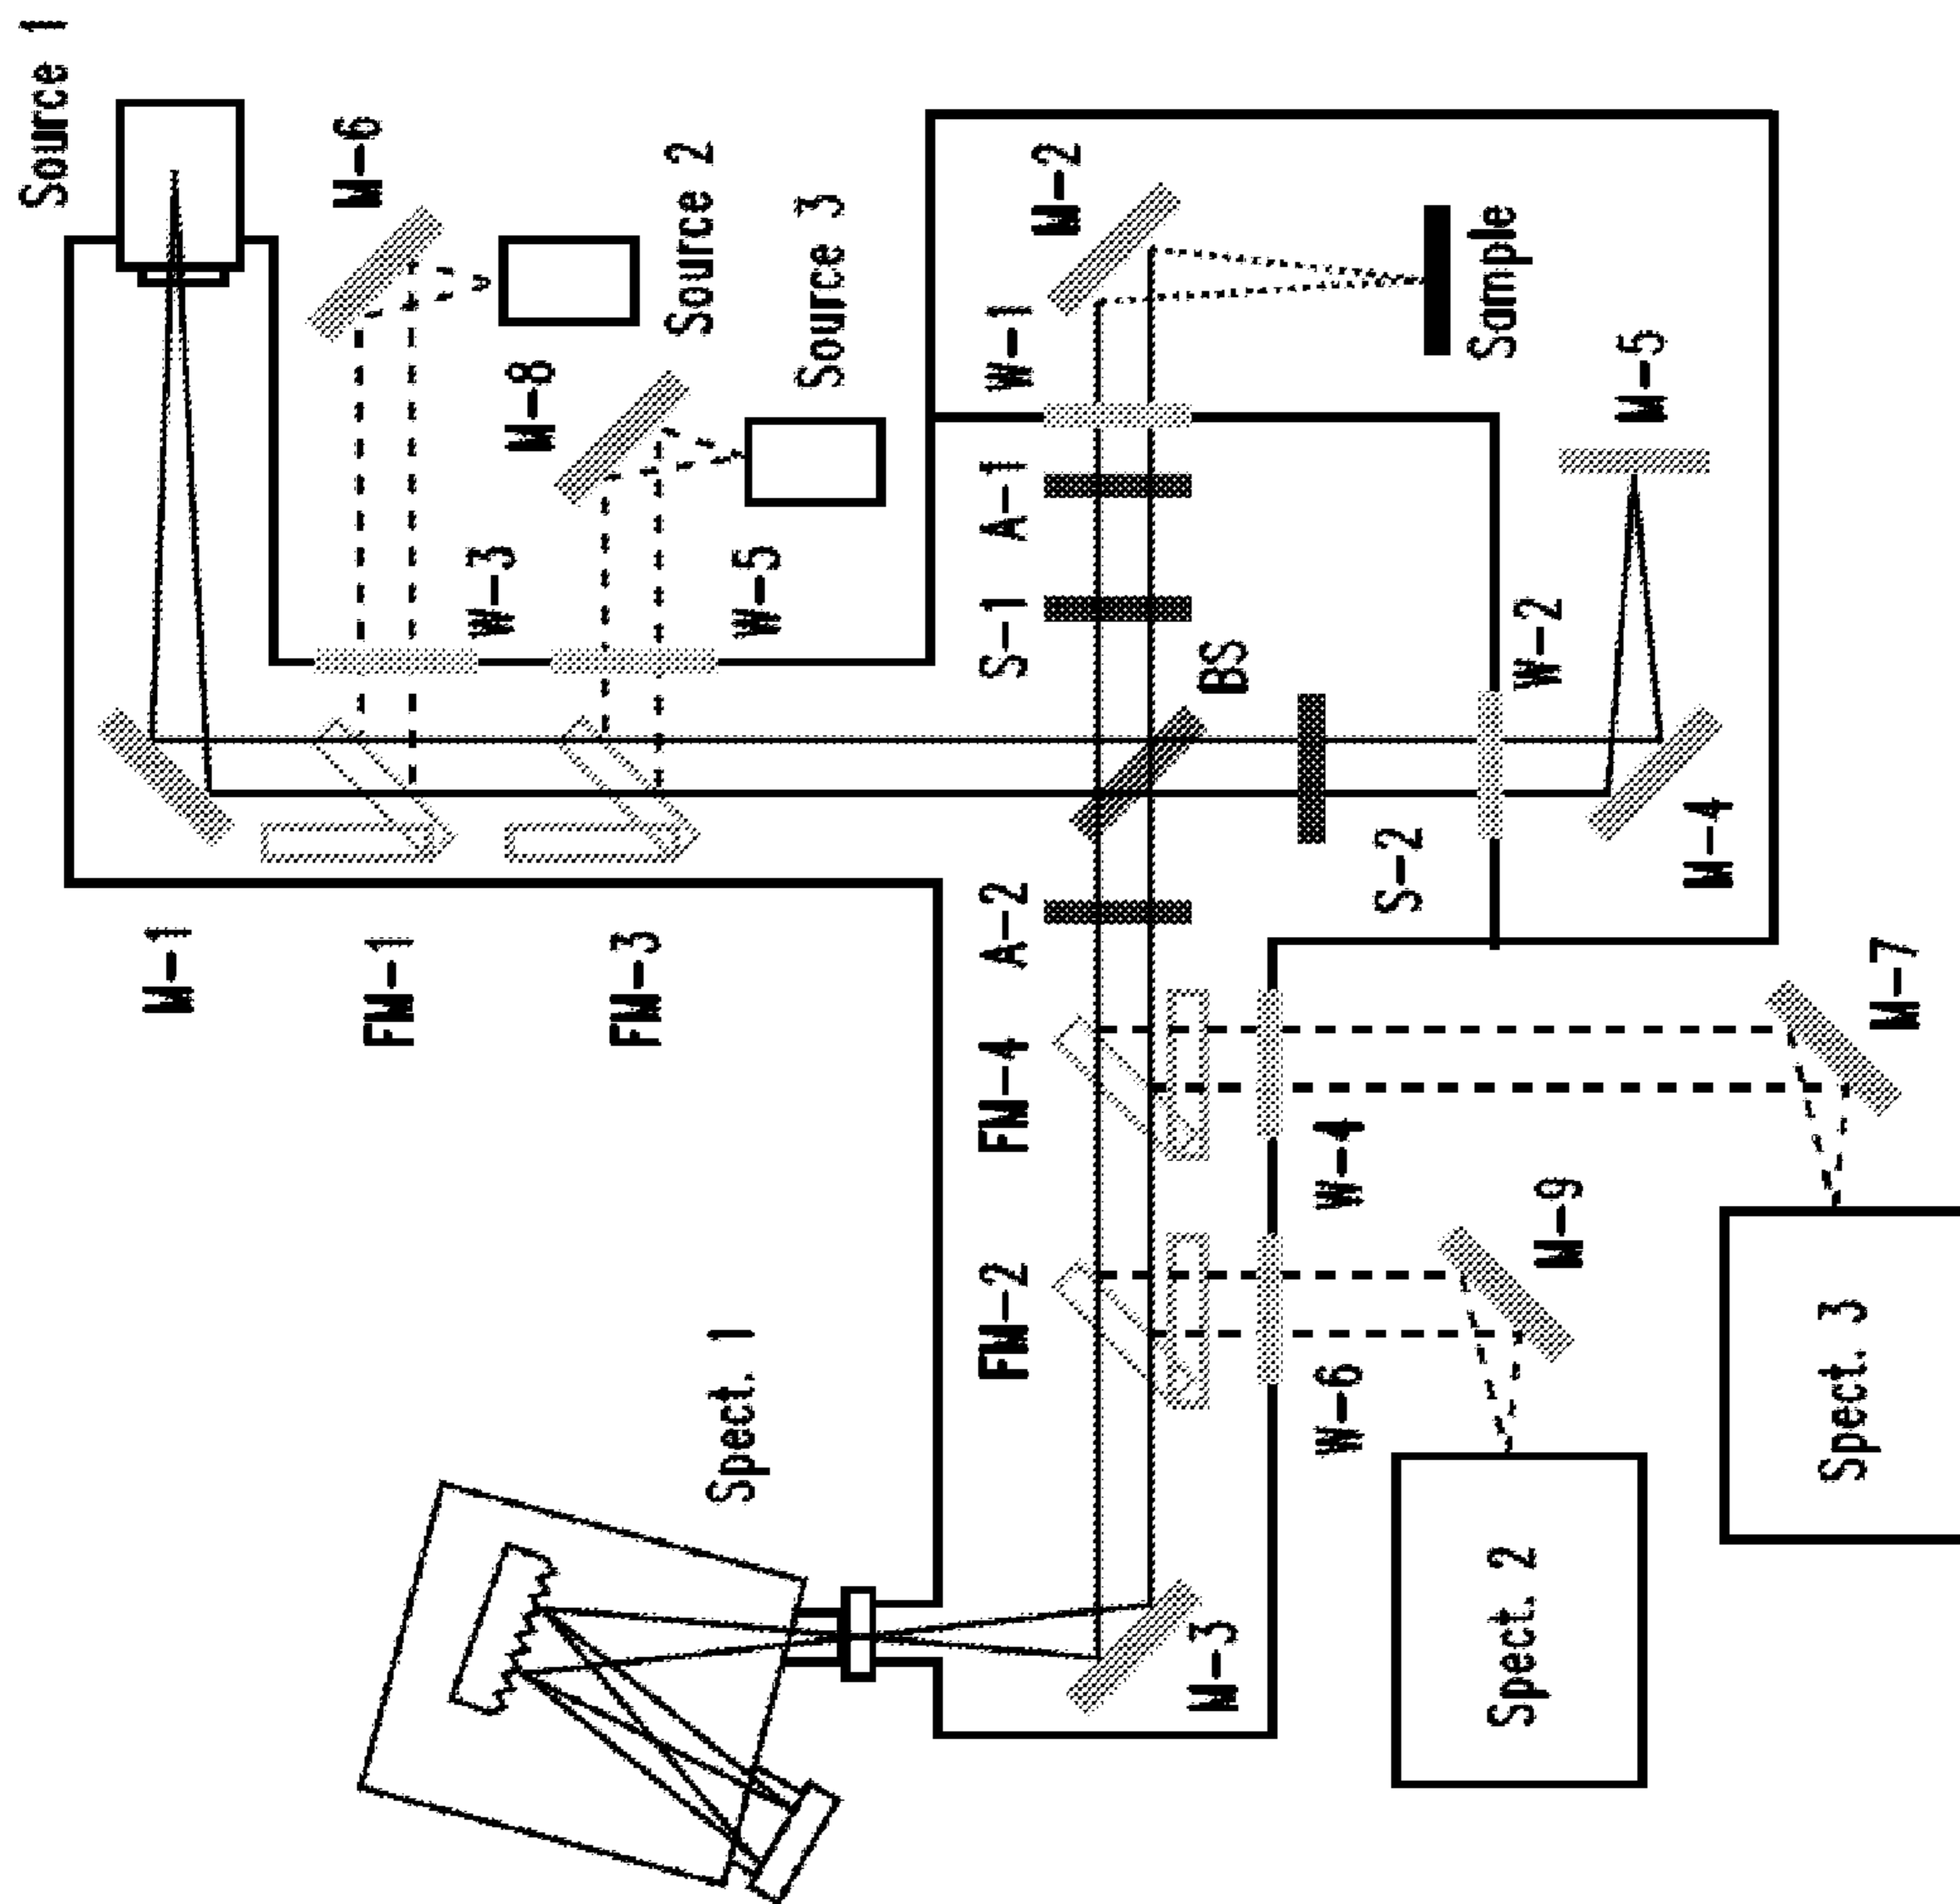 Source 1
M-1
M-6
FM-1
W-3
M-8
FM-3
Source 2
Spect. 1
W-5
Source 3
FM-2
FM-4
A-2
S-1
A-1
W-1
M-2
M-3
BS
W-6
W-4
S-2
Sample
Spect. 2
M-9
W-2
M-5
M-4
Spect. 3
M-7